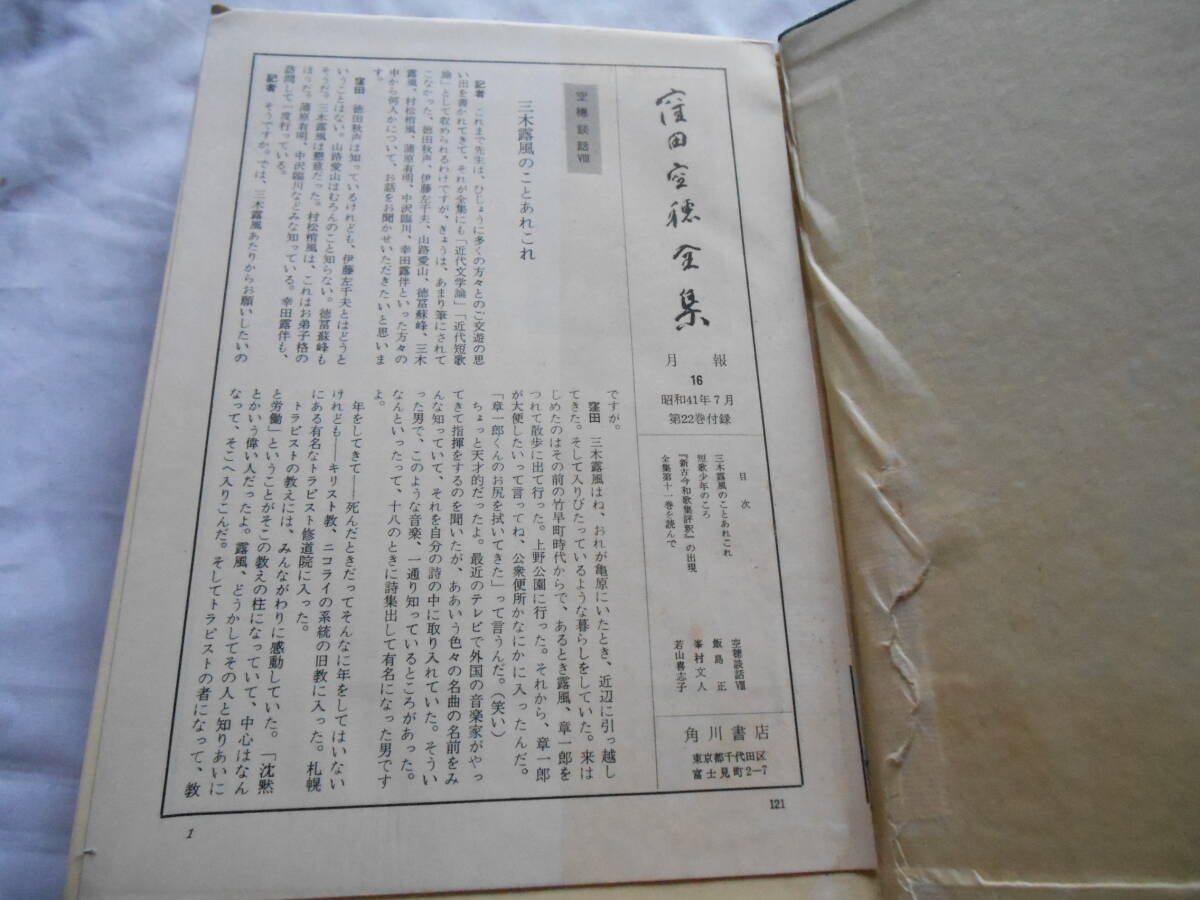 窪田空穂全集
月報
16
昭和41年7月
第22巻付録
目次
三木露風のことあれこれ
空穂談話Ⅷ
短歌少年のころ
飯島正
『新古今和歌集評釈』の出現
峯村文人
全集第十一巻を読んで
若山喜志子
角川書店
東京都千代田区
富士見町2-7
空穂談話Ⅷ
三木露風のことあれこれ
記者 これまで先生は、ひじょうに多くの方々とのご交遊の思
い出を書かれてきて、それが全集にも「近代文学論」「近代短歌
論」として収められるわけですが、きょうは、あまり筆にされて
こなかった、徳田秋声、伊藤左千夫、山路愛山、徳冨蘇峰、三木
露風、村松梢風、蒲原有明、中沢臨川、幸田露伴といった方々の
中から何人かについて、お話をお聞かせいただきたいと思いま
す。
窪田 徳田秋声は知っているけれども、伊藤左千夫とはどうと
いうことはない。山路愛山はむろんのこと知らない。徳冨蘇峰も
そうだ。三木露風は懇意だった。村松梢風は、これはお弟子格の
ほうだ。蒲原有明、中沢臨川などみな知っている。幸田露伴も、
訪問して一度行っている。
記者 そうですか。では、三木露風あたりからお願いしたいの
ですが。
窪田 三木露風はね、おれが亀原にいたとき、近辺に引っ越し
てきた。そして入りびたっているような暮らしをしていた。来は
じめたのはその前の竹早町時代からで、あるとき露風、章一郎を
つれて散歩に出て行った。上野公園に行った。それから、章一郎
が大便したいって言ってね、公衆便所かなにかに入ったんだ。
「章一郎くんのお尻を拭いてきた」って言うんだ。（笑い）
ちょっと天才的だったよ。最近のテレビで外国の音楽家がやっ
てきて指揮をするのを聞いたが、ああいう色々の名曲の名前をみ
んな知っていて、それを自分の詩の中に取り入れていた。そうい
った男で、このような音楽、一通り知っているところがあった。
なんといったって、十八のときに詩集出して有名になった男です
よ。
年をしてきて――死んだときだってそんなに年をしてはいない
けれども――キリスト教、ニコライの系統の旧教に入った。札幌
にある有名なトラピスト修道院に入った。
トラピストの教えには、みんながわりに感動していた。「沈黙
と労働」ということがそこの教えの柱になっていて、中心はなん
とかいう偉い人だったよ。露風、どうかしてその人と知りあいに
なって、そこへ入りこんだ。そしてトラピストの者になって、教
121
1